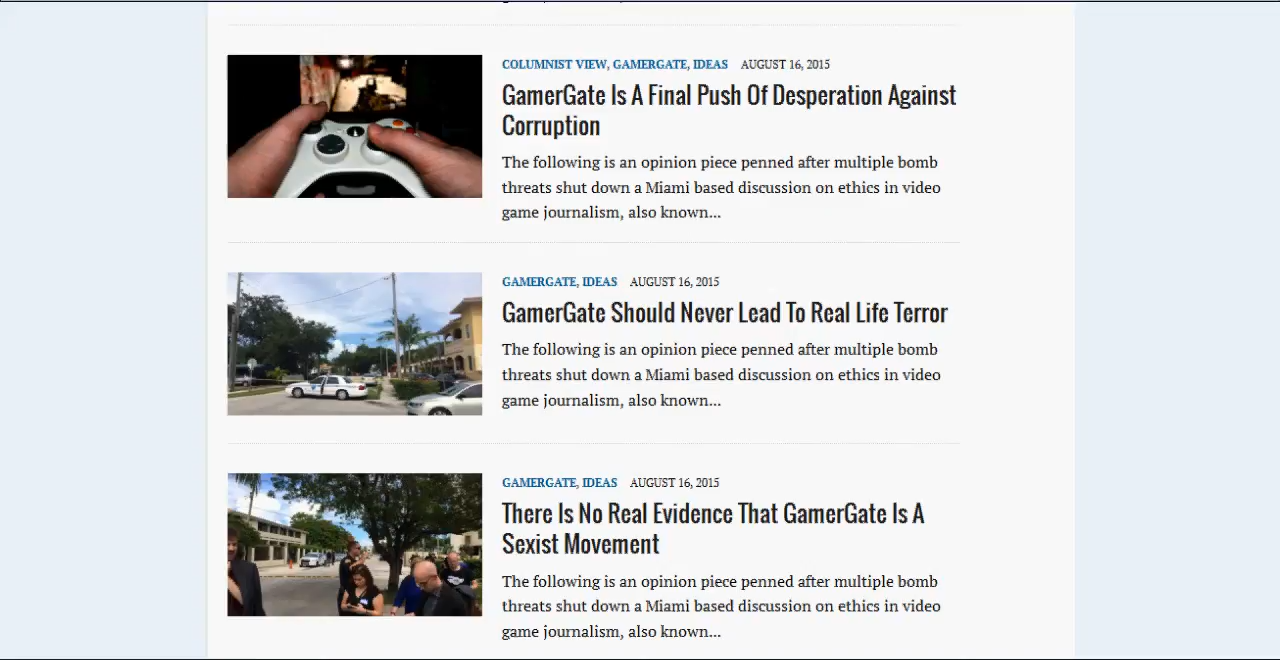 COLUMNIST VIEW, GAMERGATE, IDEAS AUGUST 16, 2015
GamerGate Is A Final Push Of Desperation Against
Corruption
The following is an opinion piece penned after multiple bomb
threats shut down a Miami based discussion on ethics in video
game journalism, also known...
GAMERGATE, IDEAS AUGUST 16, 2015
GamerGate Should Never Lead To Real Life Terror
The following is an opinion piece penned after multiple bomb
threats shut down a Miami based discussion on ethics in video
game journalism, also known...
GAMERGATE, IDEAS AUGUST 16, 2015
There Is No Real Evidence That GamerGate Is A
Sexist Movement
The following is an opinion piece penned after multiple bomb
threats shut down a Miami based discussion on ethics in video
game journalism, also known...